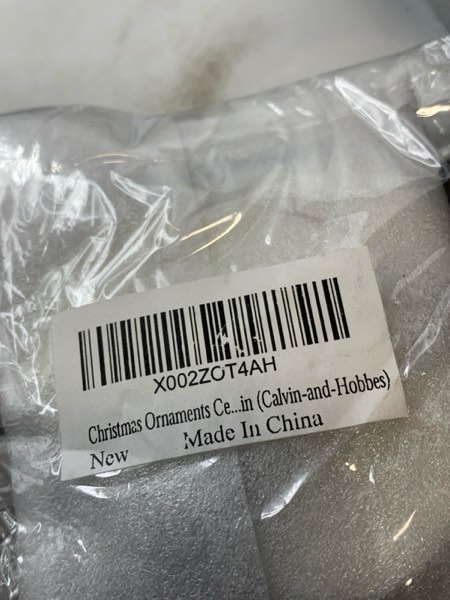 X002ZOT4AH
Christmas Ornaments Ce...in (Calvin-and-Hobbes)
New Made In China